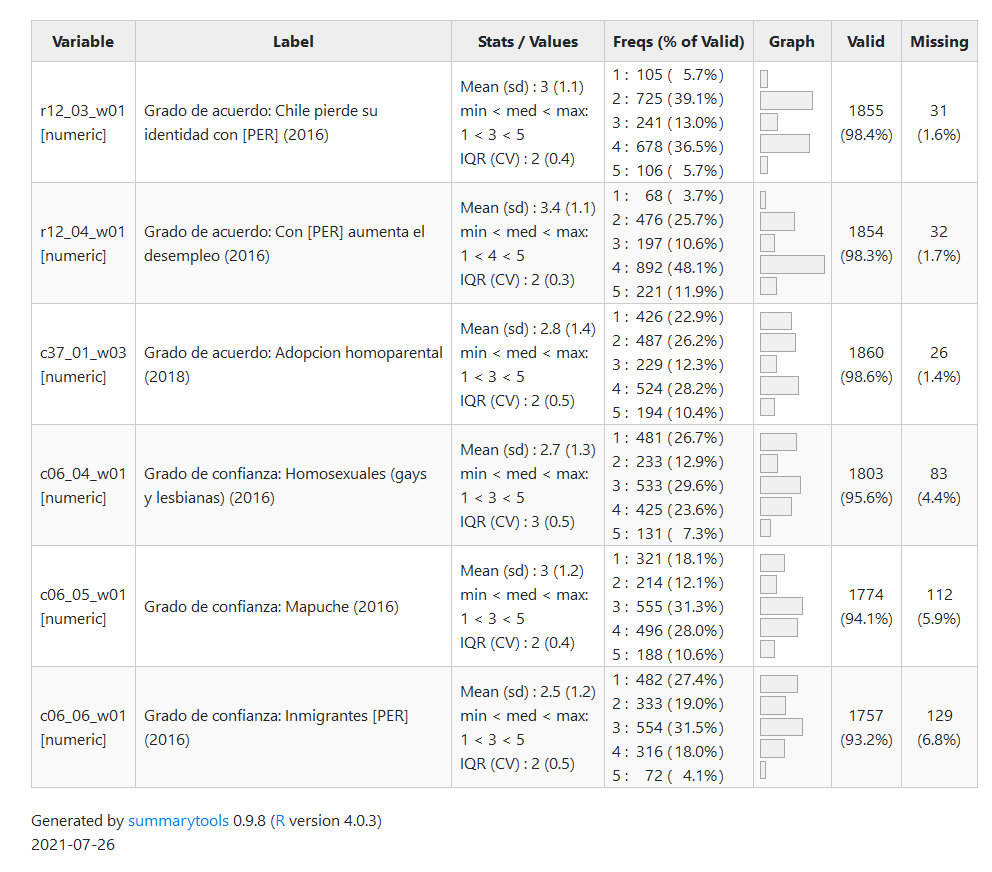 Variable Label Stats / Values Freqs (% of Valid) Graph Valid Missing
r12_03_w01
[numeric]
Grado de acuerdo: Chile pierde su
identidad con [PER] (2016)
Mean (sd) : 3 (1.1)
min < med < max:
1 < 3 < 5
IQR (CV) : 2 (0.4)
1 : 105 ( 5.7%)
2 : 725 (39.1%)
3 : 241 (13.0%)
4 : 678 (36.5%)
5 : 106 ( 5.7%)
1855
(98.4%)
31
(1.6%)
r12_04_w01
[numeric]
Grado de acuerdo: Con [PER] aumenta el
desempleo (2016)
Mean (sd) : 3.4 (1.1)
min < med < max:
1 < 4 < 5
IQR (CV) : 2 (0.3)
1 : 68 ( 3.7%)
2 : 476 (25.7%)
3 : 197 (10.6%)
4 : 892 (48.1%)
5 : 221 (11.9%)
1854
(98.3%)
32
(1.7%)
c37_01_w03
[numeric]
Grado de acuerdo: Adopcion homoparental
(2018)
Mean (sd) : 2.8 (1.4)
min < med < max:
1 < 3 < 5
IQR (CV) : 2 (0.5)
1 : 426 (22.9%)
2 : 487 (26.2%)
3 : 229 (12.3%)
4 : 524 (28.2%)
5 : 194 (10.4%)
1860
(98.6%)
26
(1.4%)
c06_04_w01
[numeric]
Grado de confianza: Homosexuales (gays
y lesbianas) (2016)
Mean (sd) : 2.7 (1.3)
min < med < max:
1 < 3 < 5
IQR (CV) : 3 (0.5)
1 : 481 (26.7%)
2 : 233 (12.9%)
3 : 533 (29.6%)
4 : 425 (23.6%)
5 : 131 ( 7.3%)
1803
(95.6%)
83
(4.4%)
c06_05_w01
[numeric]
Grado de confianza: Mapuche (2016)
Mean (sd) : 3 (1.2)
min < med < max:
1 < 3 < 5
IQR (CV) : 2 (0.4)
1 : 321 (18.1%)
2 : 214 (12.1%)
3 : 555 (31.3%)
4 : 496 (28.0%)
5 : 188 (10.6%)
1774
(94.1%)
112
(5.9%)
c06_06_w01
[numeric]
Grado de confianza: Inmigrantes [PER]
(2016)
Mean (sd) : 2.5 (1.2)
min < med < max:
1 < 3 < 5
IQR (CV) : 2 (0.5)
1 : 482 (27.4%)
2 : 333 (19.0%)
3 : 554 (31.5%)
4 : 316 (18.0%)
5 : 72 ( 4.1%)
1757
(93.2%)
129
(6.8%)
Generated by summarytools 0.9.8 (R version 4.0.3)
2021-07-26